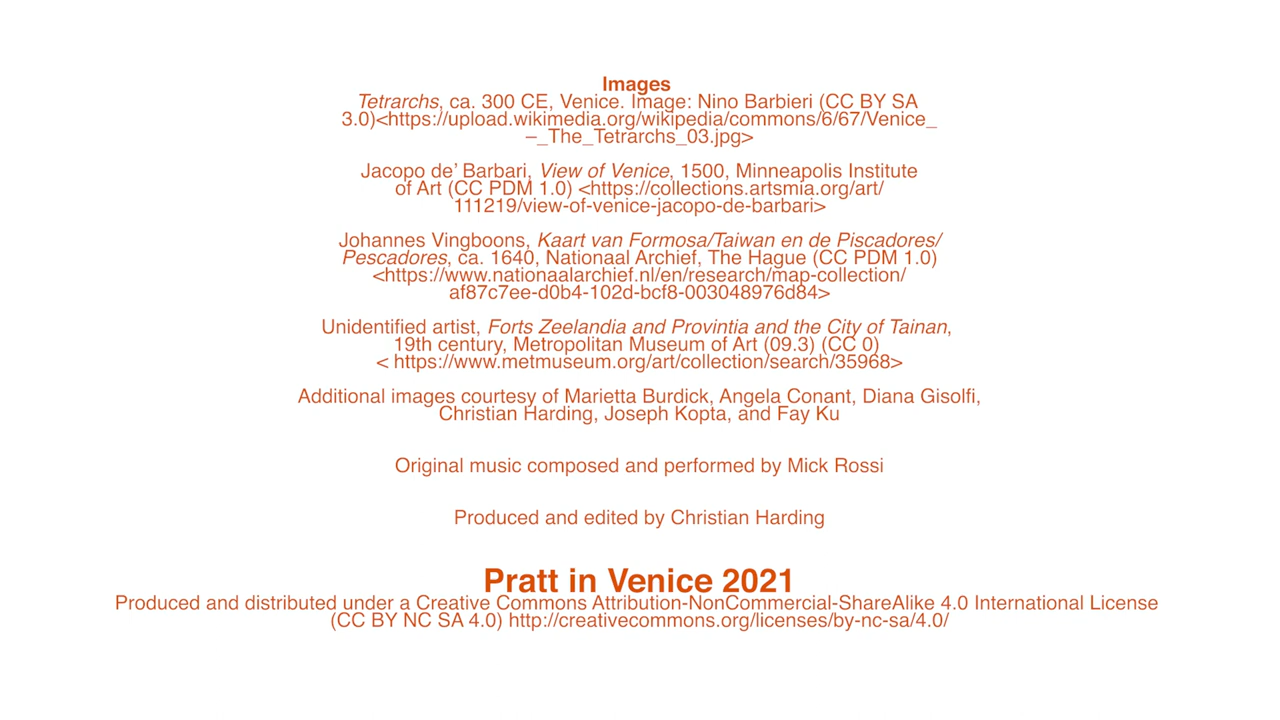 Images
Tetrarchs, ca. 300 CE, Venice. Image: Nino Barbieri (CC BY SA
3.0)<https://upload.wikimedia.org/wikipedia/commons/6/67/Venice_
–_The_Tetrarchs_03.jpg>
Jacopo de’ Barbari, View of Venice, 1500, Minneapolis Institute
of Art (CC PDM 1.0) <https://collections.artsmia.org/art/
111219/view-of-venice-jacopo-de-barbari>
Johannes Vingboons, Kaart van Formosa/Taiwan en de Piscadores/
Pescadores, ca. 1640, Nationaal Archief, The Hague (CC PDM 1.0)
<https://www.nationaalarchief.nl/en/research/map-collection/
af87c7ee-d0b4-102d-bcf8-003048976d84>
Unidentified artist, Forts Zeelandia and Provintia and the City of Tainan,
19th century, Metropolitan Museum of Art (09.3) (CC 0)
< https://www.metmuseum.org/art/collection/search/35968>
Additional images courtesy of Marietta Burdick, Angela Conant, Diana Gisolfi,
Christian Harding, Joseph Kopta, and Fay Ku
Original music composed and performed by Mick Rossi
Produced and edited by Christian Harding
Pratt in Venice 2021
Produced and distributed under a Creative Commons Attribution-NonCommercial-ShareAlike 4.0 International License
(CC BY NC SA 4.0) http://creativecommons.org/licenses/by-nc-sa/4.0/